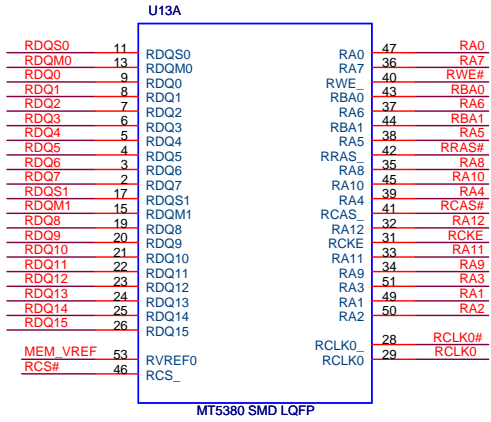 U13A
RDQS0 11 RDQS0 RA0 47 RA0
RDQM0 13 RDQM0 RA7 36 RA7
RDQ0 9 RDQ0 RWE_ 40 RWE#
RDQ1 8 RDQ1 RBA0 43 RBA0
RDQ2 7 RDQ2 RA6 37 RA6
RDQ3 6 RDQ3 RBA1 44 RBA1
RDQ4 5 RDQ4 RA5 38 RA5
RDQ5 4 RDQ5 RRAS_ 42 RRAS#
RDQ6 3 RDQ6 RA8 35 RA8
RDQ7 2 RDQ7 RA10 45 RA10
RDQS1 17 RDQS1 RA4 39 RA4
RDQM1 15 RDQM1 RCAS_ 41 RCAS#
RDQ8 19 RDQ8 RA12 32 RA12
RDQ9 20 RDQ9 RCKE 31 RCKE
RDQ10 21 RDQ10 RA11 33 RA11
RDQ11 22 RDQ11 RA9 34 RA9
RDQ12 23 RDQ12 RA3 51 RA3
RDQ13 24 RDQ13 RA1 49 RA1
RDQ14 25 RDQ14 RA2 50 RA2
RDQ15 26 RDQ15
RCLK0_ 28 RCLK0#
MEM_VREF 53 RVREF0 RCLK0 29 RCLK0
RCS# 46 RCS_
MT5380 SMD LQFP